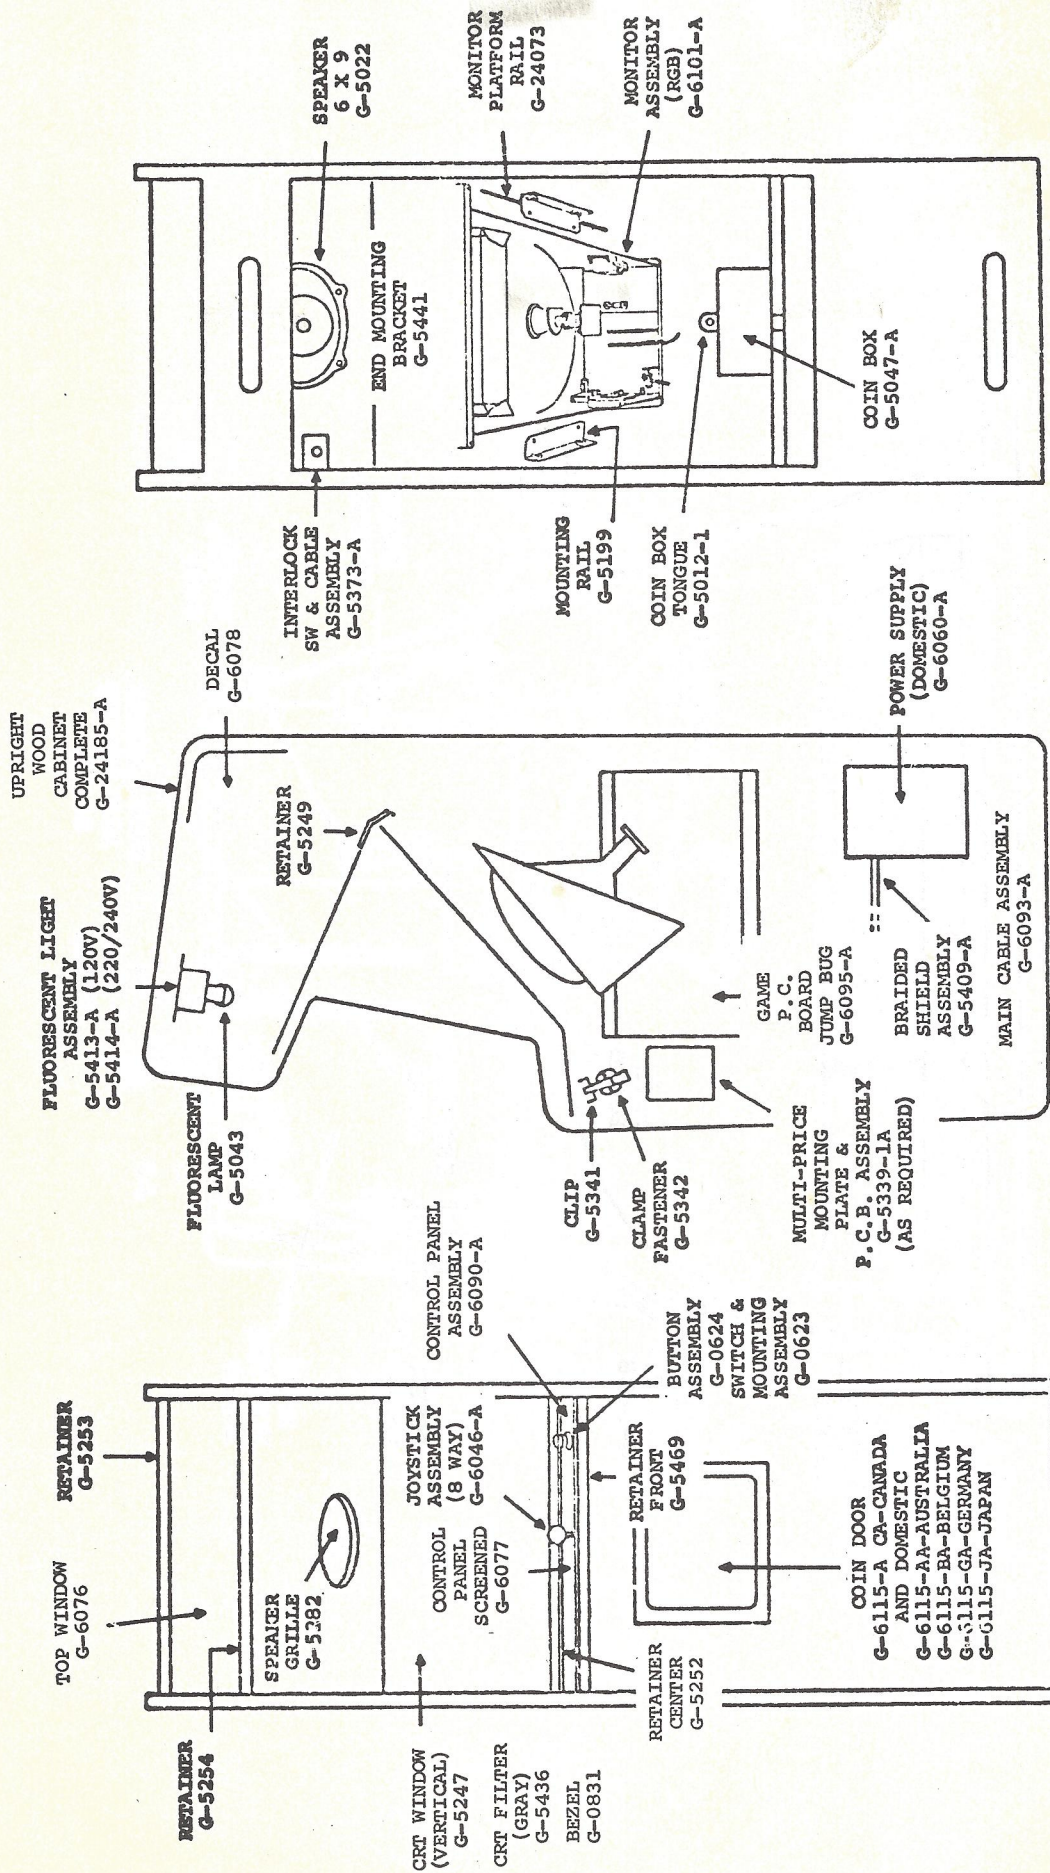 TOP WINDOW
G-6076
RETAINER
G-5253
RETAINER
G-5254
SPEAKER
GRILLE
G-5282
CRT WINDOW
(VERTICAL)
G-5247
CRT FILTER
(GRAY)
G-5436
BEZEL
G-0831
JOYSTICK
ASSEMBLY
(8 WAY)
G-6046-A
CONTROL
PANEL
SCREENED
G-6077
CONTROL PANEL
ASSEMBLY
G-6090-A
RETAINER
CENTER
G-5252
RETAINER
FRONT
G-5469
BUTTON
ASSEMBLY
G-0624
SWITCH &
MOUNTING
ASSEMBLY
G-0623
COIN DOOR
G-6115-A CA-CANADA
AND DOMESTIC
G-6115-AA-AUSTRALIA
G-6115-BA-BELGIUM
G-6115-GA-GERMANY
G-6115-JA-JAPAN
FLUORESCENT LIGHT
ASSEMBLY
G-5413-A (120V)
G-5414-A (220/240V)
UPRIGHT
WOOD
CABINET
COMPLETE
G-24185-A
FLUORESCENT
LAMP
G-5043
DECAL
G-6078
RETAINER
G-5249
CLIP
G-5341
CLAMP
FASTENER
G-5342
MULTI-PRICE
MOUNTING
PLATE &
P.C.B. ASSEMBLY
G-5339-1A
(AS REQUIRED)
GAME
P.C.
BOARD
JUMP BUG
G-6095-A
BRAIDED
SHIELD
ASSEMBLY
G-5409-A
MAIN CABLE ASSEMBLY
G-6093-A
POWER SUPPLY
(DOMESTIC)
G-6060-A
INTERLOCK
SW & CABLE
ASSEMBLY
G-5373-A
SPEAKER
6 X 9
G-5022
END MOUNTING
BRACKET
G-5441
MONITOR
PLATFORM
RAIL
G-24073
MONITOR
ASSEMBLY
(RGB)
G-6101-A
MOUNTING
RAIL
G-5199
COIN BOX
TONGUE
G-5012-1
COIN BOX
G-5047-A